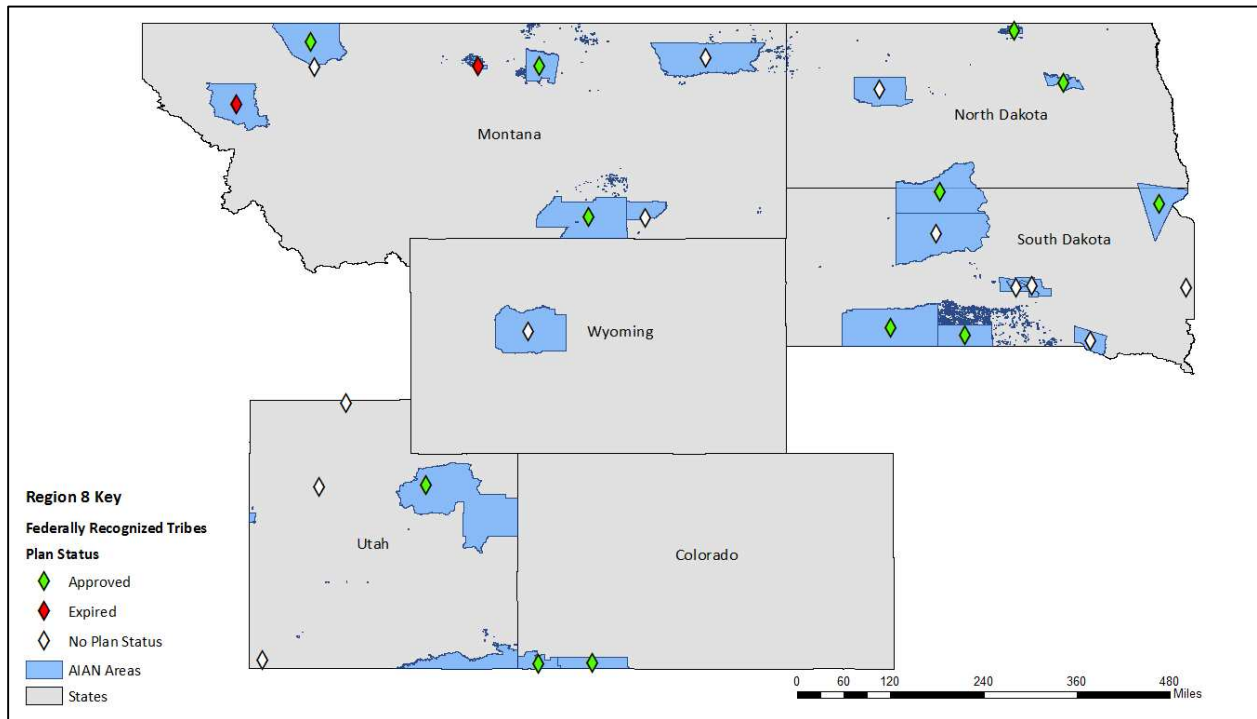 Montana
North Dakota
South Dakota
Wyoming
Utah
Colorado
Region 8 Key
Federally Recognized Tribes
Plan Status
Approved
Expired
No Plan Status
AIAN Areas
States
0 60 120 240 360 480
Miles